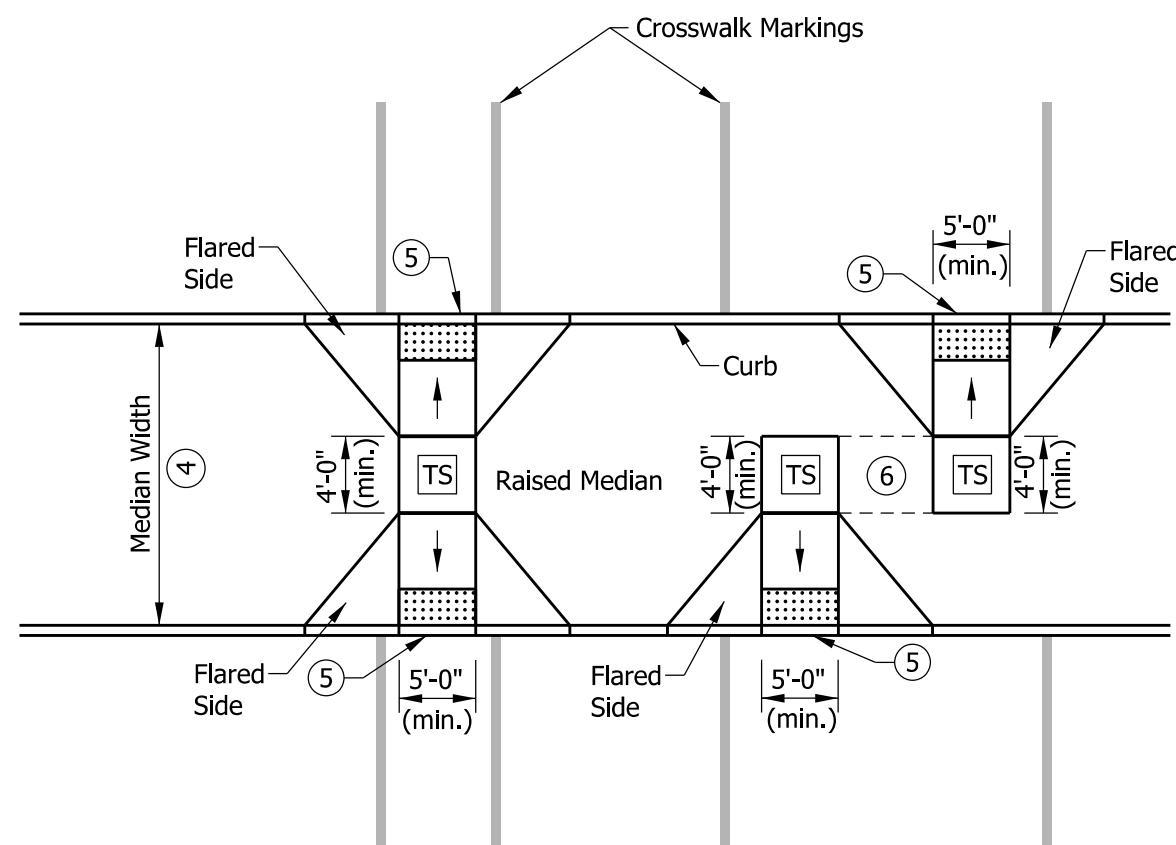 Crosswalk Markings
Flared
Side
5
5'-0"
(min.)
5
Flared
Side
Curb
Median Width
4
4'-0"
(min.)
TS
Raised Median
4'-0"
(min.)
TS
6
TS
4'-0"
(min.)
Flared
Side
5
5'-0"
(min.)
Flared
Side
5'-0"
(min.)
5